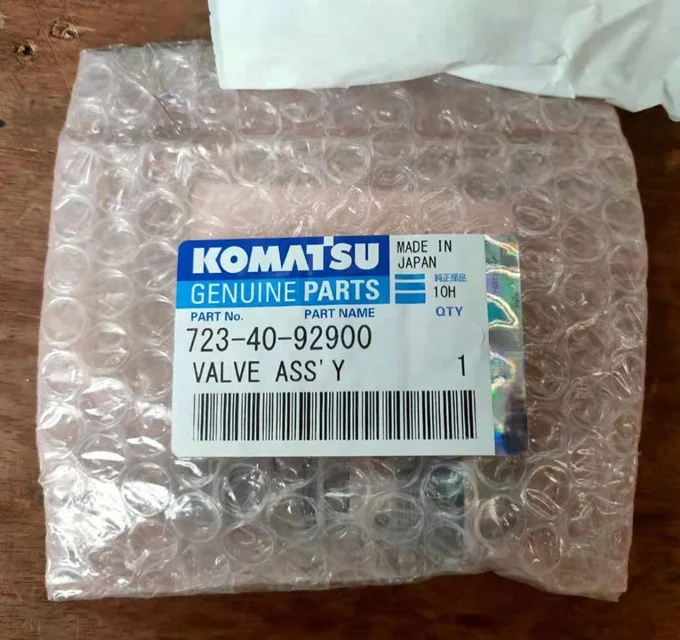 KOMATSU
MADE IN
JAPAN
GENUINE PARTS
純正部品
10H
PART No.
PART NAME
QTY
723-40-92900
VALVE ASS'Y
1